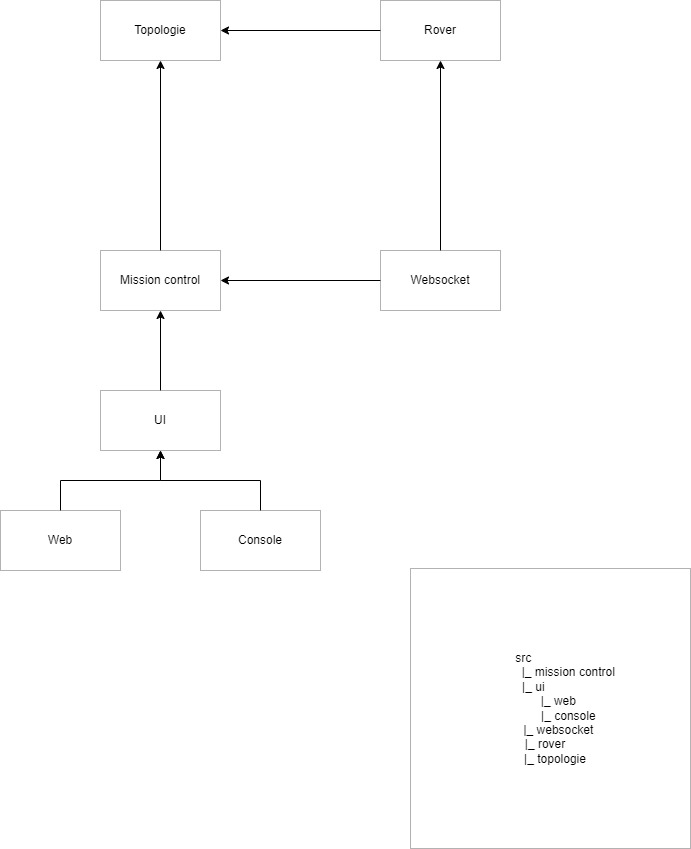 Topologie
Rover
Mission control
Websocket
UI
Web
Console
src
|_ mission control
|_ ui
|_ web
|_ console
|_ websocket
|_ rover
|_ topologie